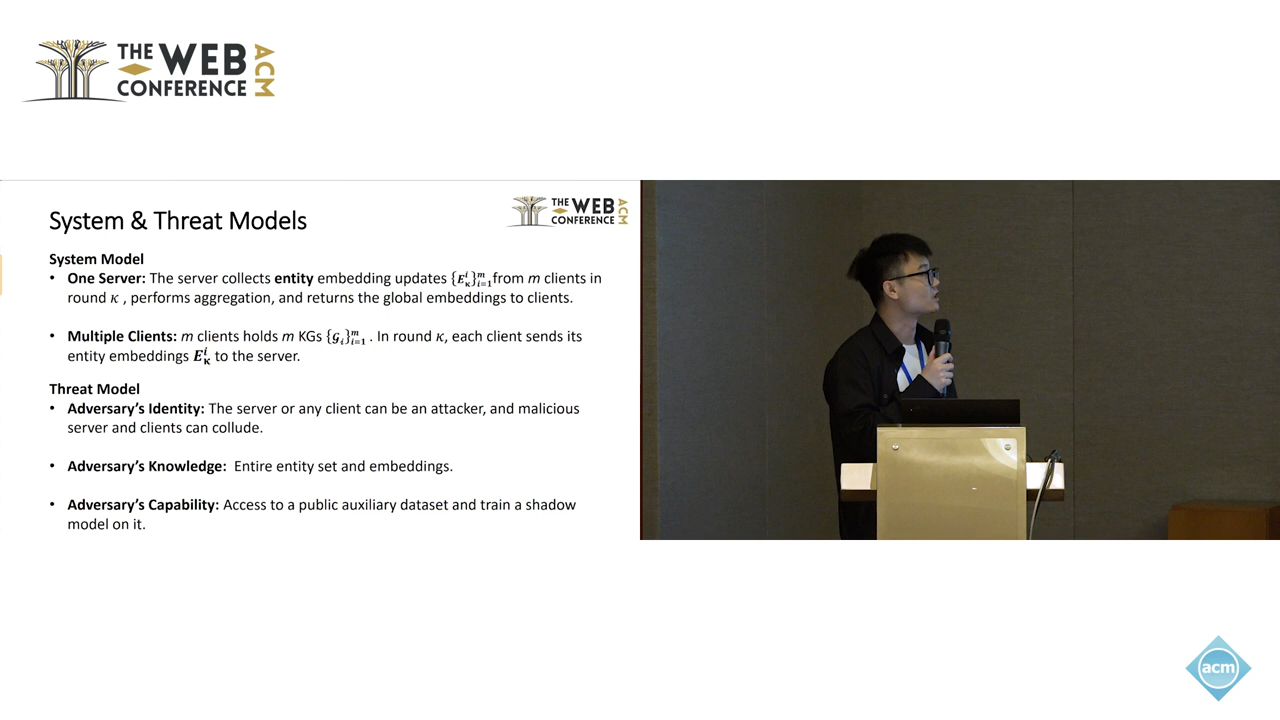 THE WEB
CONFERENCE
ACM
System & Threat Models
THE WEB
CONFERENCE
ACM
System Model
• One Server: The server collects entity embedding updates {E_κ^i}_{i=1}^m from m clients in
round κ , performs aggregation, and returns the global embeddings to clients.
• Multiple Clients: m clients holds m KGs {𝒢_i}_{i=1}^m . In round κ, each client sends its
entity embeddings E_κ^i to the server.
Threat Model
• Adversary’s Identity: The server or any client can be an attacker, and malicious
server and clients can collude.
• Adversary’s Knowledge: Entire entity set and embeddings.
• Adversary’s Capability: Access to a public auxiliary dataset and train a shadow
model on it.
acm